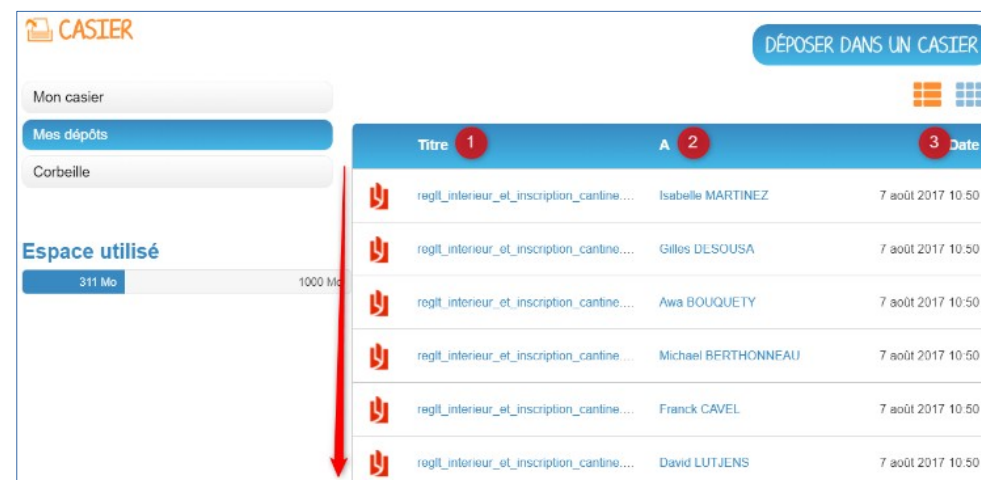 CASIER
DÉPOSER DANS UN CASIER
Mon casier
Mes dépôts
Corbeille
Espace utilisé
311 Mo 1000 Mo
Titre 1 A 2 3 Date
reglt_interieur_et_inscription_cantine.... Isabelle MARTINEZ 7 août 2017 10:50
reglt_interieur_et_inscription_cantine.... Gilles DESOUSA 7 août 2017 10:50
reglt_interieur_et_inscription_cantine.... Awa BOUQUETY 7 août 2017 10:50
reglt_interieur_et_inscription_cantine.... Michael BERTHONNEAU 7 août 2017 10:50
reglt_interieur_et_inscription_cantine.... Franck CAVEL 7 août 2017 10:50
reglt_interieur_et_inscription_cantine.... David LUTJENS 7 août 2017 10:50